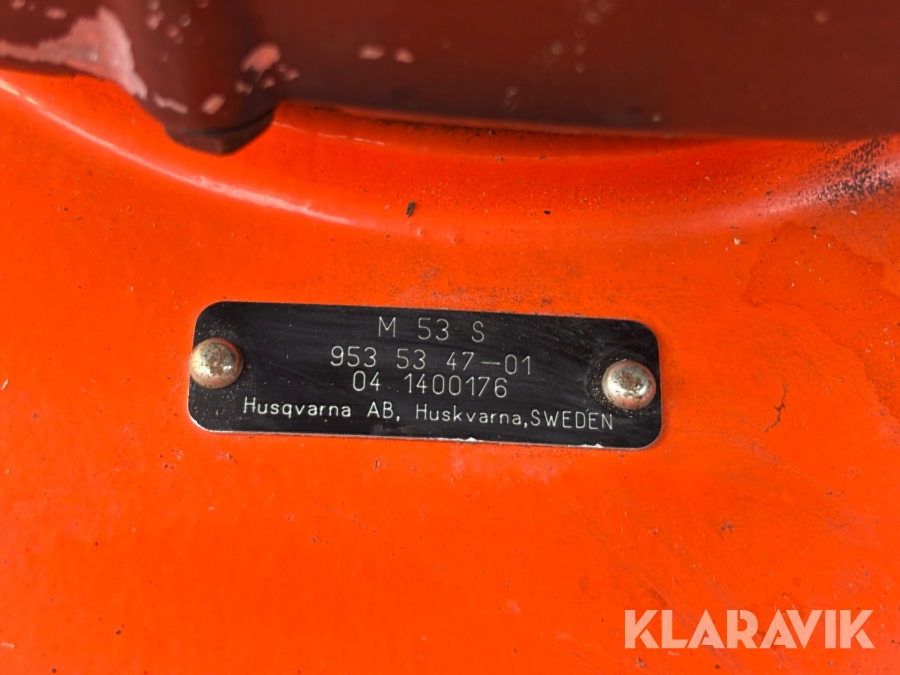 M 53 S
953 53 47-01
04 1400176
Husqvarna AB, Huskvarna,SWEDEN
KLARAVIK